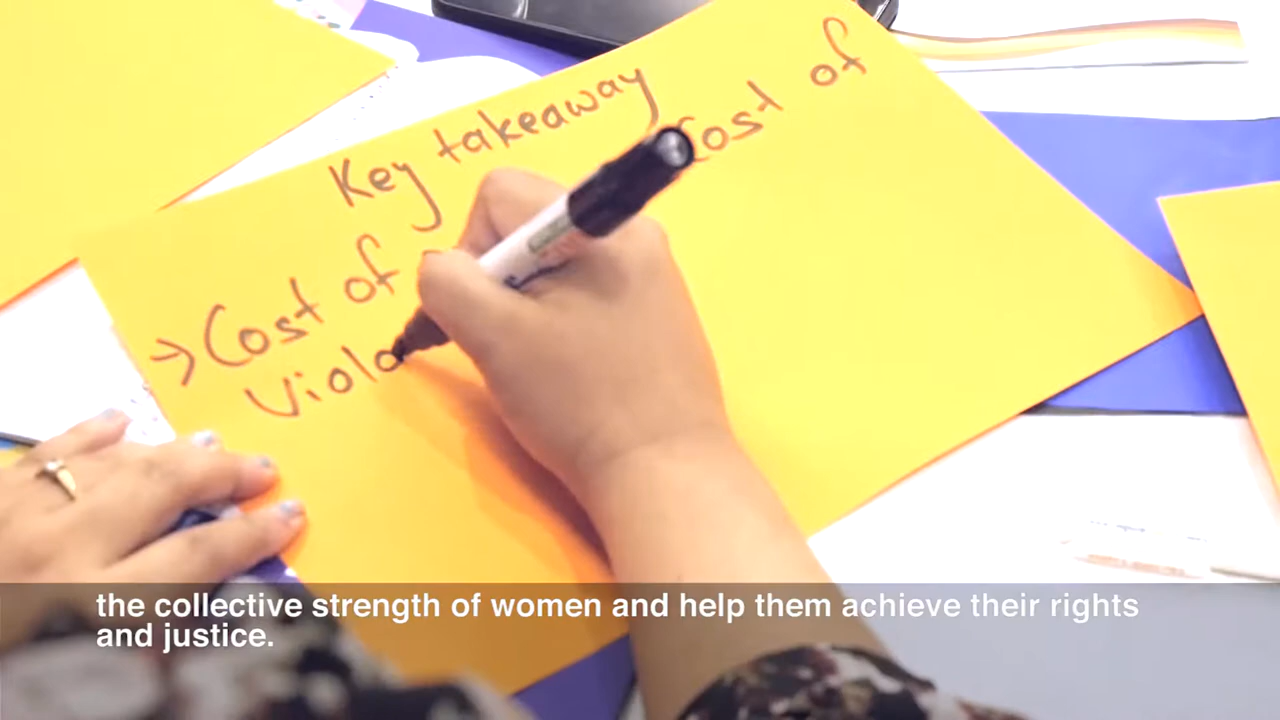 Key takeaway
→ Cost of
Viola
Cost of
the collective strength of women and help them achieve their rights
and justice.